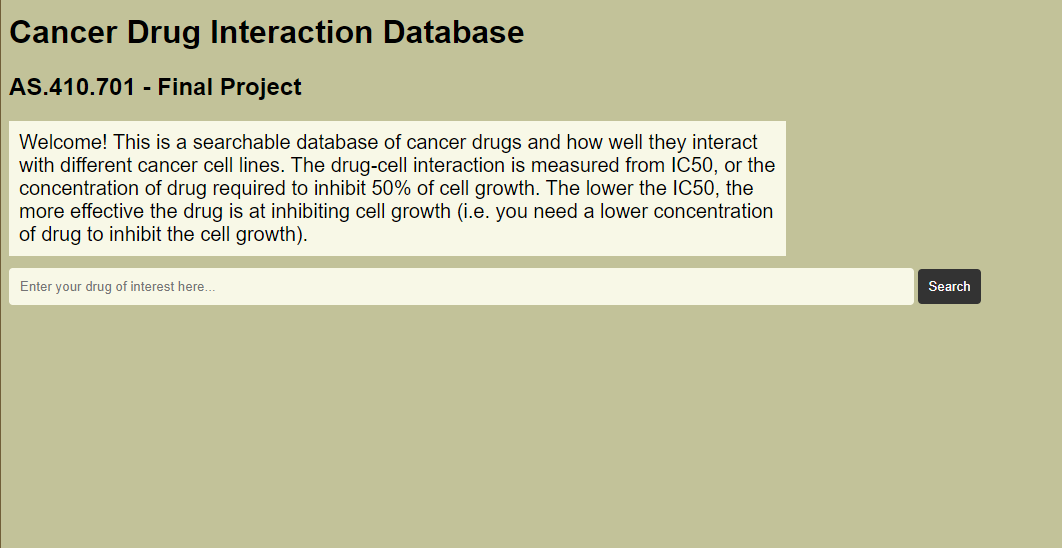 Cancer Drug Interaction Database
AS.410.701 - Final Project
Welcome! This is a searchable database of cancer drugs and how well they interact
with different cancer cell lines. The drug-cell interaction is measured from IC50, or the
concentration of drug required to inhibit 50% of cell growth. The lower the IC50, the
more effective the drug is at inhibiting cell growth (i.e. you need a lower concentration
of drug to inhibit the cell growth).
Enter your drug of interest here...
Search